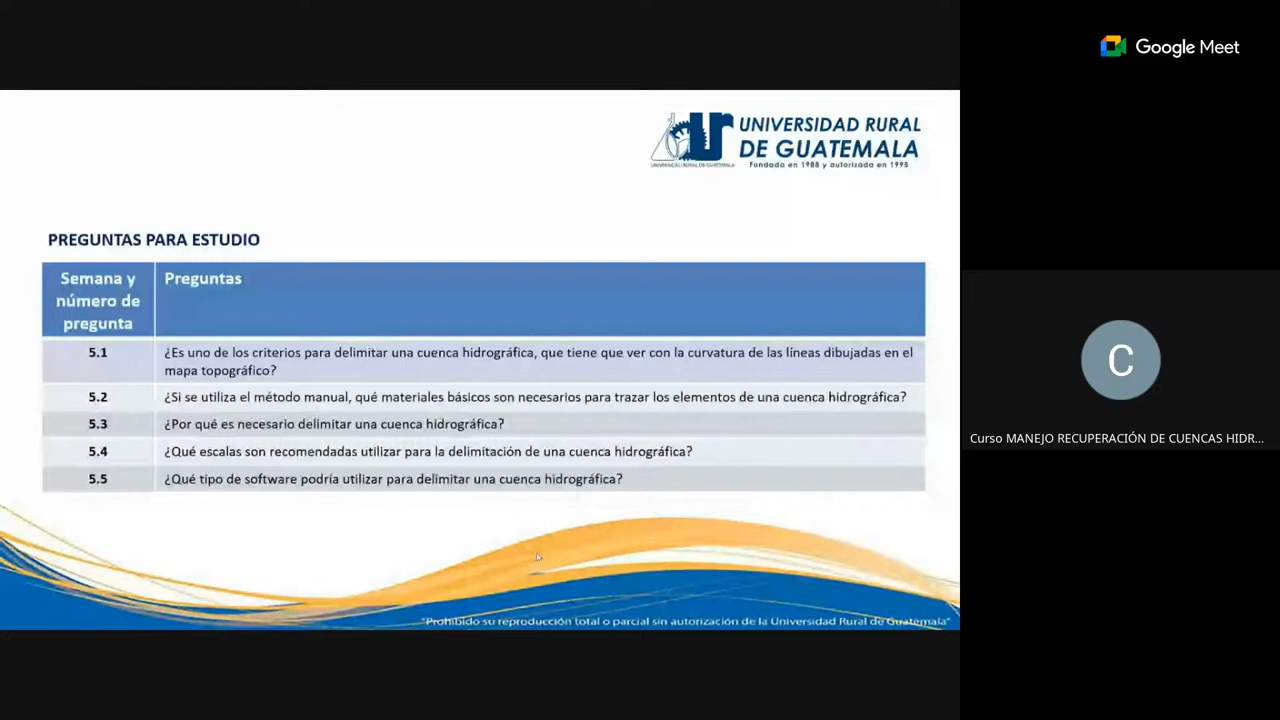 Google Meet
UNIVERSIDAD RURAL
DE GUATEMALA
Fundada en 1988 y autorizada en 1995
UNIVERSIDAD RURAL DE GUATEMALA
PREGUNTAS PARA ESTUDIO
Semana y
número de
pregunta
Preguntas
5.1
¿Es uno de los criterios para delimitar una cuenca hidrográfica, que tiene que ver con la curvatura de las líneas dibujadas en el
mapa topográfico?
5.2
¿Si se utiliza el método manual, qué materiales básicos son necesarios para trazar los elementos de una cuenca hidrográfica?
5.3
¿Por qué es necesario delimitar una cuenca hidrográfica?
5.4
¿Qué escalas son recomendadas utilizar para la delimitación de una cuenca hidrográfica?
5.5
¿Qué tipo de software podría utilizar para delimitar una cuenca hidrográfica?
"Prohibido su reproducción total o parcial sin autorización de la Universidad Rural de Guatemala"
C
Curso MANEJO RECUPERACIÓN DE CUENCAS HIDR...